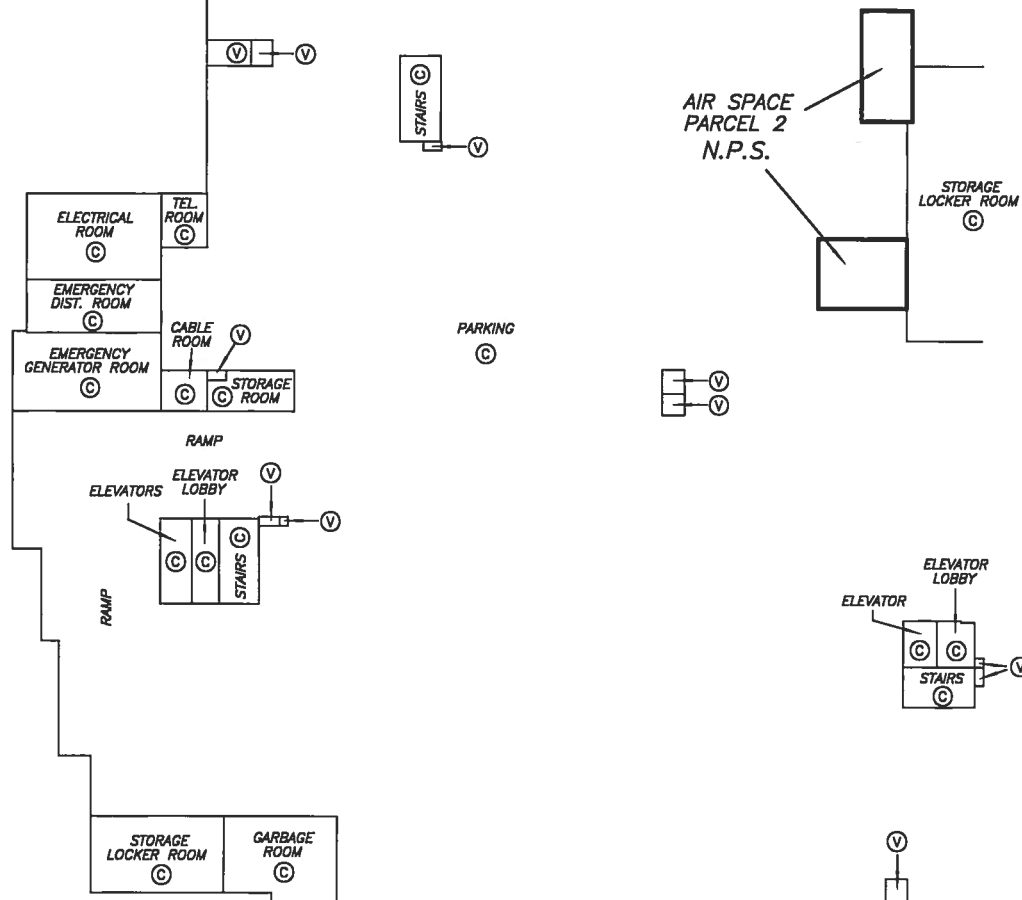 V
V
STAIRS C
V
AIR SPACE
PARCEL 2
N.P.S.
STORAGE
LOCKER ROOM
C
ELECTRICAL
ROOM
C
TEL.
ROOM
C
EMERGENCY
DIST. ROOM
C
EMERGENCY
GENERATOR ROOM
C
CABLE
ROOM
C
V
STORAGE
C ROOM
PARKING
C
V
V
RAMP
ELEVATORS
C
ELEVATOR
LOBBY
C
V
V
STAIRS C
RAMP
ELEVATOR
LOBBY
ELEVATOR
C
C
V
STAIRS
C
STORAGE
LOCKER ROOM
C
GARBAGE
ROOM
C
V